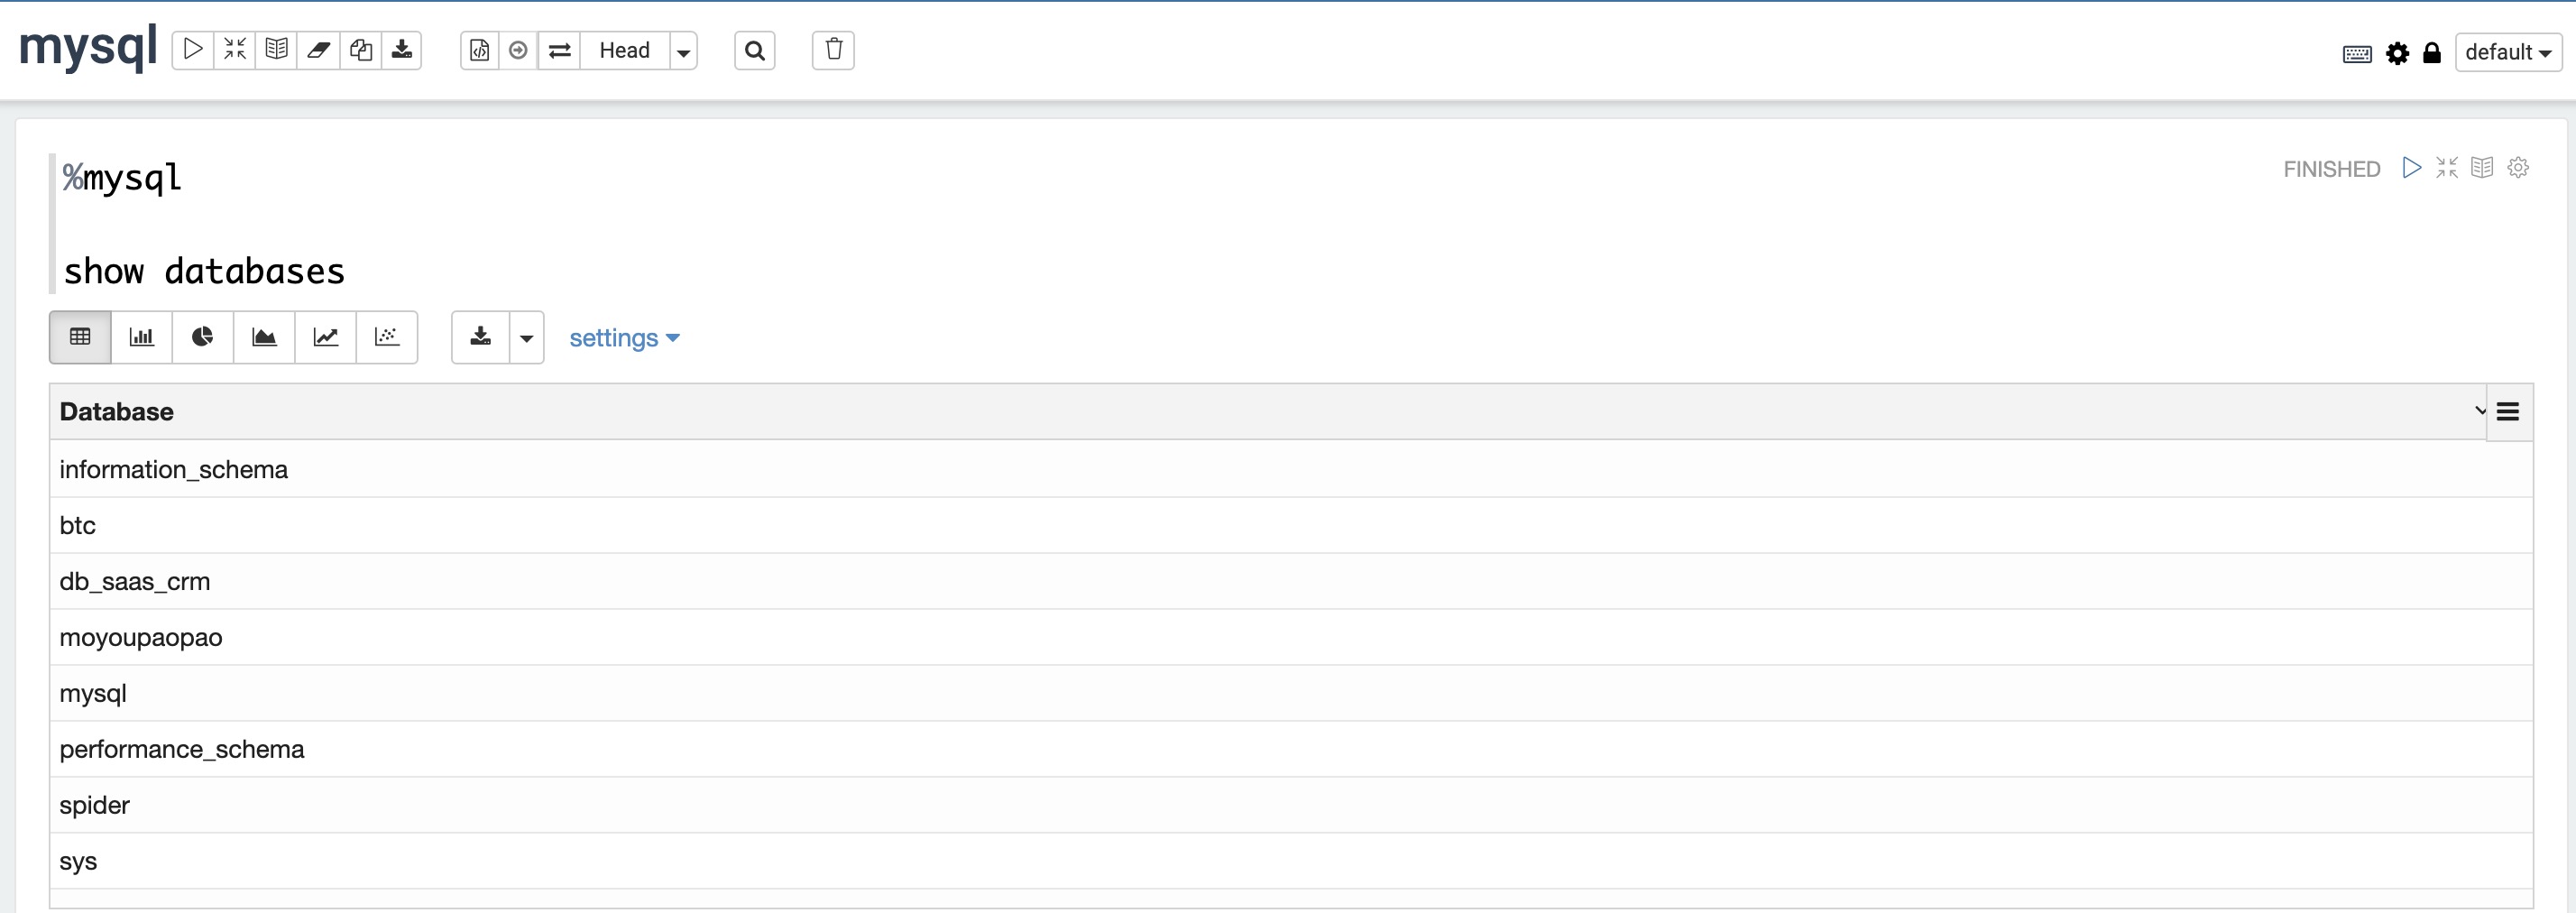 mysql Head default
%mysql FINISHED
show databases
settings
Database
information_schema
btc
db_saas_crm
moyoupaopao
mysql
performance_schema
spider
sys